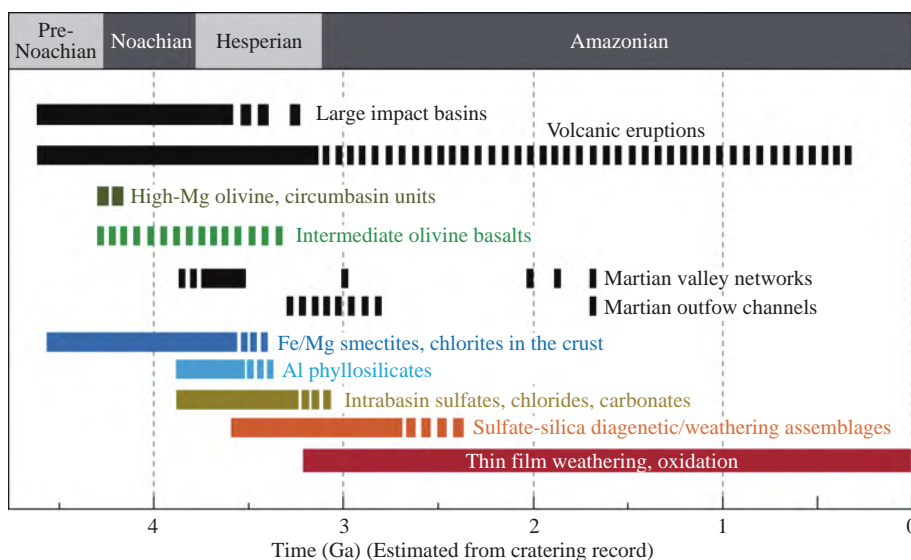 Pre-
Noachian
Noachian
Hesperian
Amazonian
Large impact basins
Volcanic eruptions
High-Mg olivine, circumbasin units
Intermediate olivine basalts
Martian valley networks
Martian outfow channels
Fe/Mg smectites, chlorites in the crust
Al phyllosilicates
Intrabasin sulfates, chlorides, carbonates
Sulfate-silica diagenetic/weathering assemblages
Thin film weathering, oxidation
4
3
2
1
0
Time (Ga) (Estimated from cratering record)